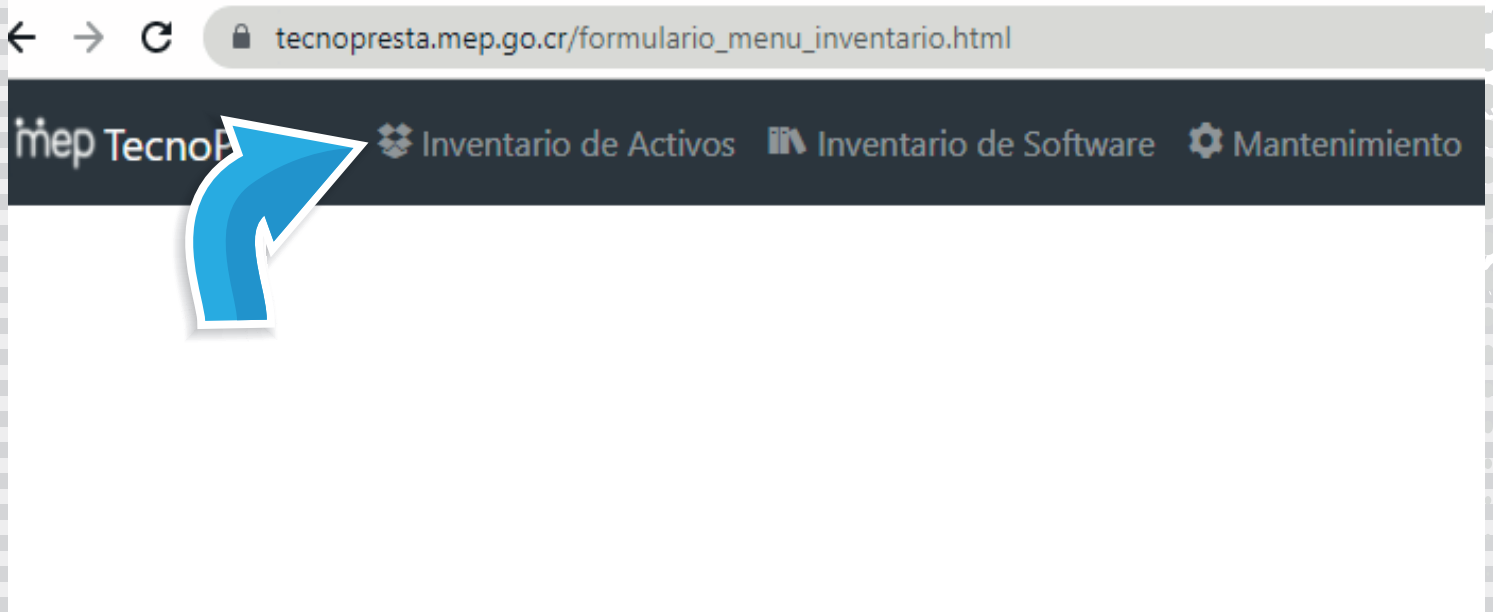 tecnopresta.mep.go.cr/formulario_menu_inventario.html
mep Inventario de Activos Inventario de Software Mantenimiento